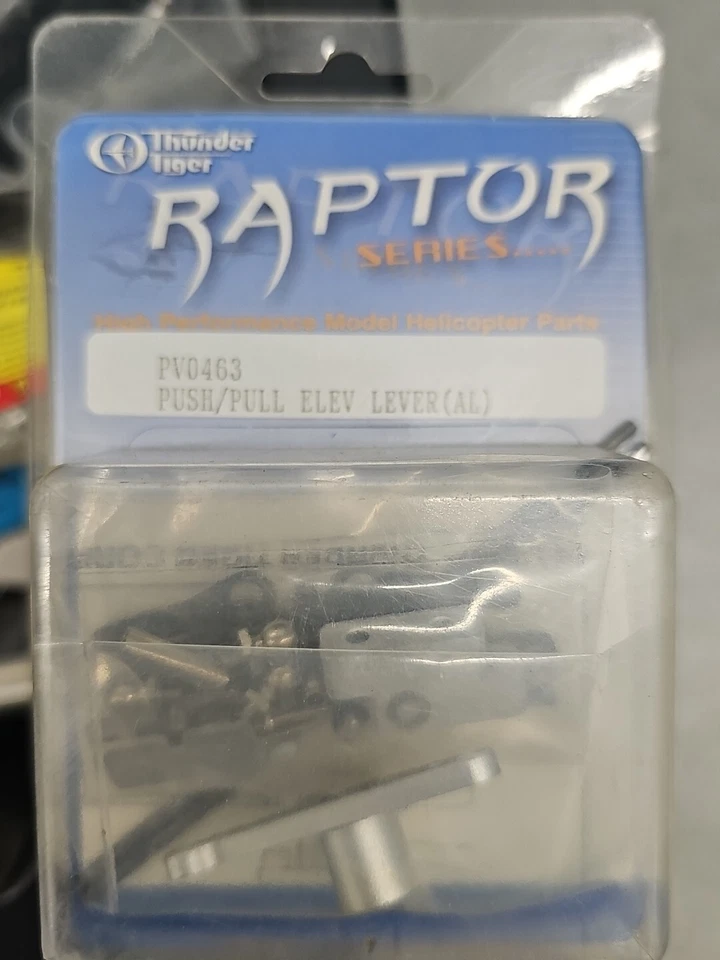 Thunder
Tiger
RAPTOR
SERIES.....
High Performance Model Helicopter Parts
PV0463
PUSH/PULL ELEV LEVER(AL)